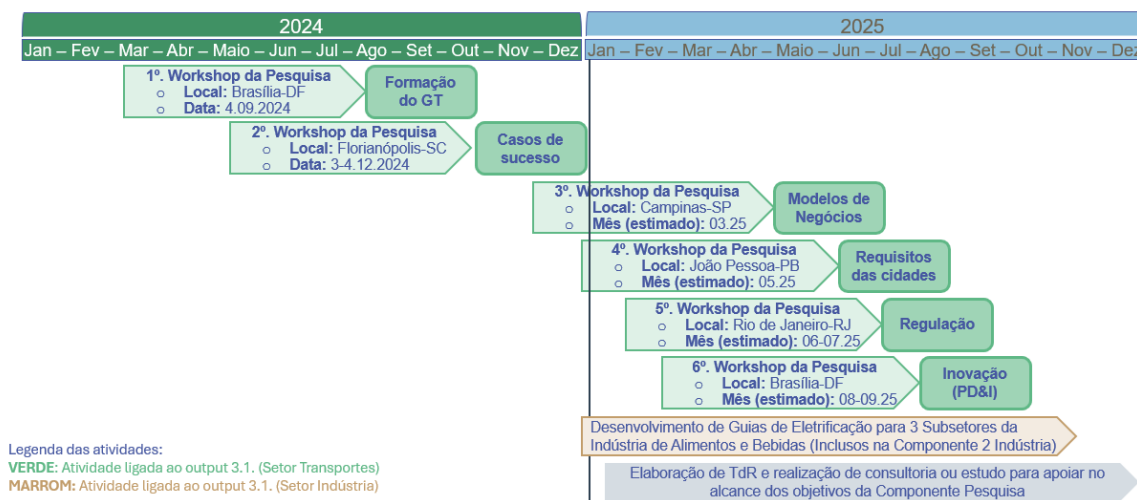 2024
2025
Jan – Fev – Mar – Abr – Maio – Jun – Jul – Ago – Set – Out – Nov – Dez
Jan – Fev – Mar – Abr – Maio – Jun – Jul – Ago – Set – Out – Nov – Dez
1º. Workshop da Pesquisa
o Local: Brasília-DF
o Data: 4.09.2024
Formação
do GT
2º. Workshop da Pesquisa
o Local: Florianópolis-SC
o Data: 3-4.12.2024
Casos de
sucesso
3º. Workshop da Pesquisa
o Local: Campinas-SP
o Mês (estimado): 03.25
Modelos de
Negócios
4º. Workshop da Pesquisa
o Local: João Pessoa-PB
o Mês (estimado): 05.25
Requisitos
das cidades
5º. Workshop da Pesquisa
o Local: Rio de Janeiro-RJ
o Mês (estimado): 06-07.25
Regulação
6º. Workshop da Pesquisa
o Local: Brasília-DF
o Mês (estimado): 08-09.25
Inovação
(PD&I)
Desenvolvimento de Guias de Eletrificação para 3 Subsetores da
Indústria de Alimentos e Bebidas (Inclusos na Componente 2 Indústria)
Elaboração de TdR e realização de consultoria ou estudo para apoiar no
alcance dos objetivos da Componente Pesquisa
Legenda das atividades:
VERDE: Atividade ligada ao output 3.1. (Setor Transportes)
MARROM: Atividade ligada ao output 3.1. (Setor Indústria)